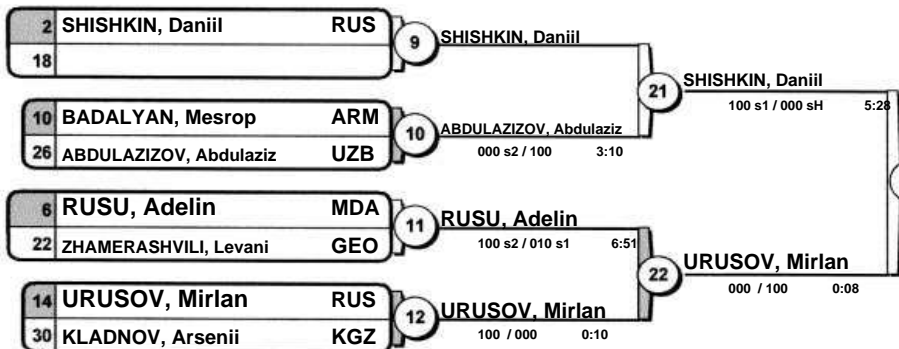 2 SHISHKIN, Daniil RUS
18
9
SHISHKIN, Daniil
10 BADALYAN, Mesrop ARM
26 ABDULAZIZOV, Abdulaziz UZB
10
ABDULAZIZOV, Abdulaziz
000 s2 / 100 3:10
21
SHISHKIN, Daniil
100 s1 / 000 sH 5:28
6 RUSU, Adelin MDA
22 ZHAMERASHVILI, Levani GEO
11
RUSU, Adelin
100 s2 / 010 s1 6:51
14 URUSOV, Mirlan RUS
30 KLADNOV, Arsenii KGZ
12
URUSOV, Mirlan
100 / 000 0:10
22
URUSOV, Mirlan
000 / 100 0:08